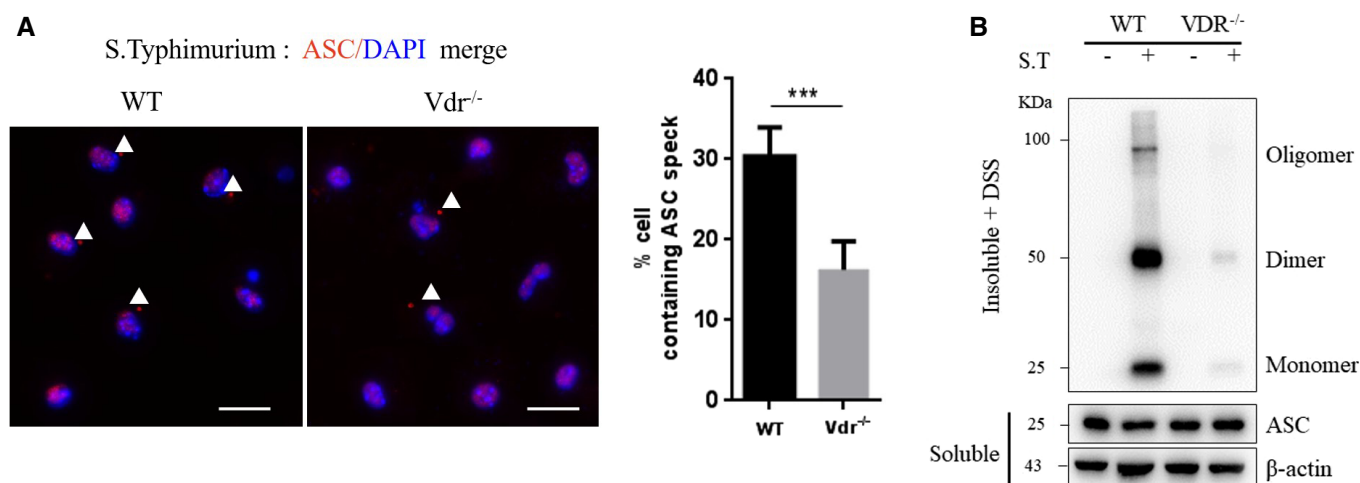 A
S.Typhimurium : ASC/DAPI merge
WT
Vdr-/-
% cell
containing ASC speck
40
30
20
10
0
***
WT
Vdr-/-
B
WT
VDR-/-
S.T
-
+
-
+
KDa
100
50
25
Insoluble + DSS
Oligomer
Dimer
Monomer
Soluble
25
ASC
43
β-actin